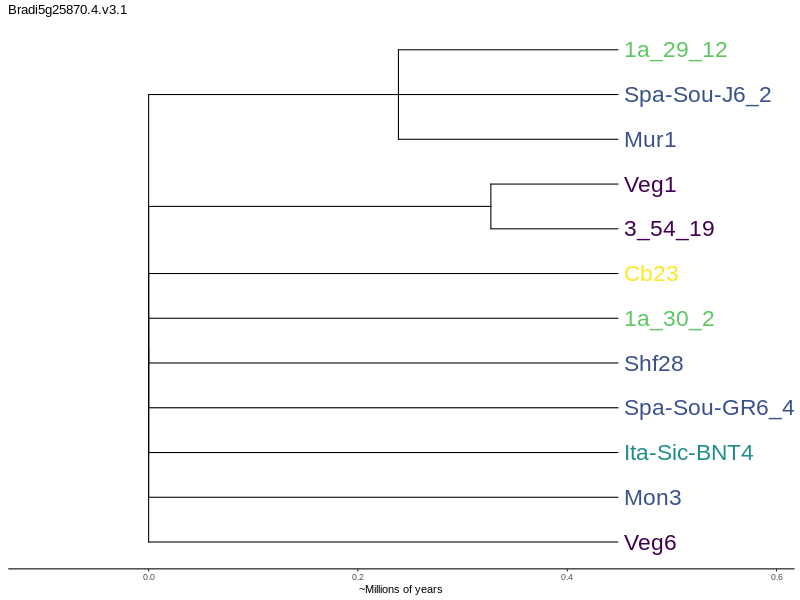 Bradi5g25870.4.v3.1
1a_29_12
Spa-Sou-J6_2
Mur1
Veg1
3_54_19
Cb23
1a_30_2
Shf28
Spa-Sou-GR6_4
Ita-Sic-BNT4
Mon3
Veg6
0.0 0.2 0.4 0.6
~Millions of years